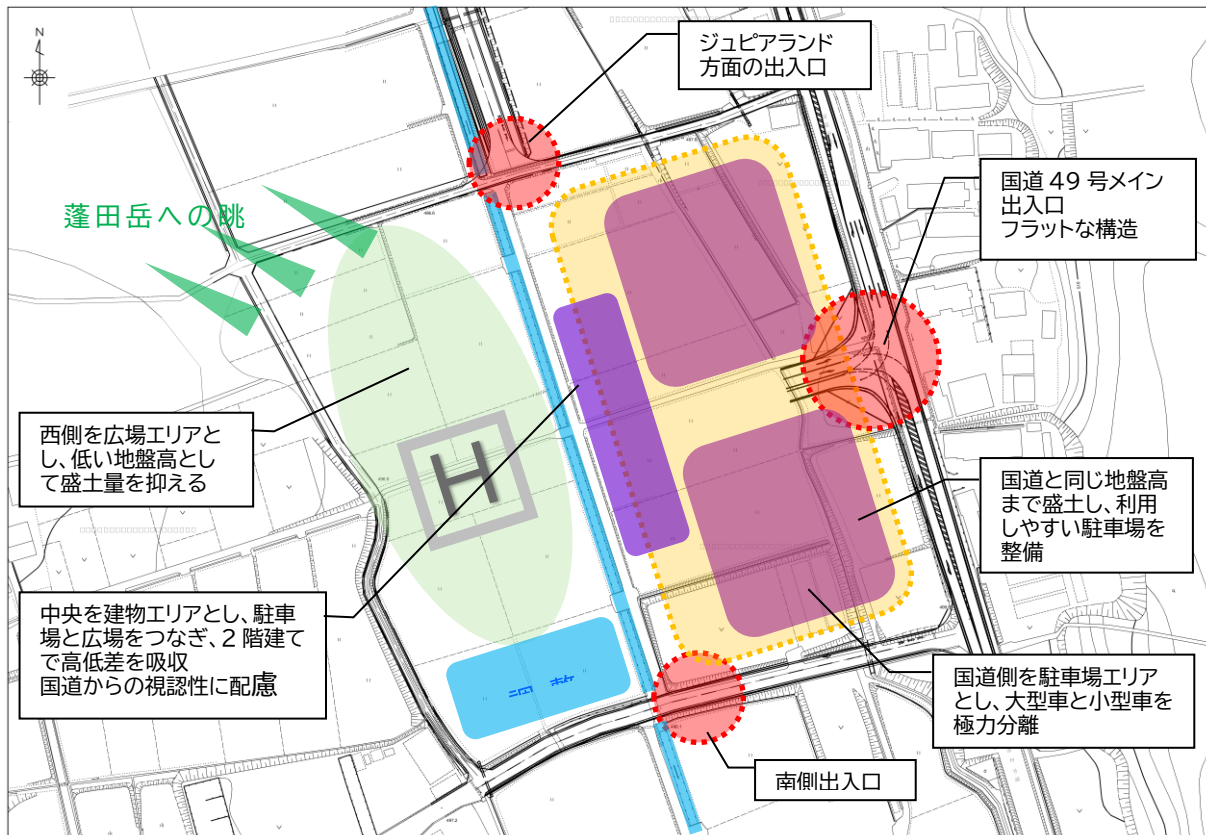 N
ジュピアランド
方面の出入口
国道 49 号メイン
出入口
フラットな構造
蓬田岳への眺
西側を広場エリアと
し、低い地盤高とし
て盛土量を抑える
H
国道と同じ地盤高
まで盛土し、利用
しやすい駐車場を
整備
中央を建物エリアとし、駐車
場と広場をつなぎ、2 階建て
で高低差を吸収
国道からの視認性に配慮
国道側を駐車場エリア
とし、大型車と小型車を
極力分離
南側出入口
497.2